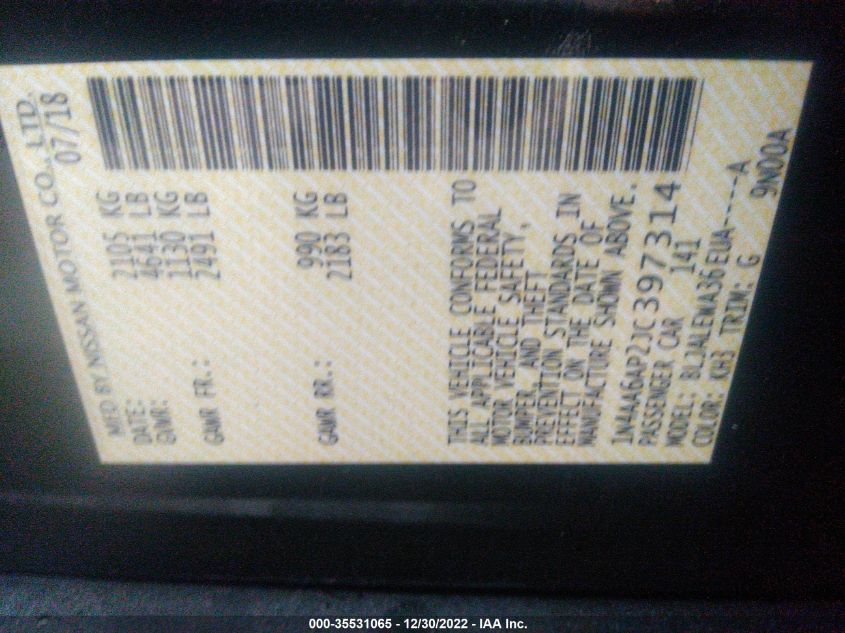 MFD BY NISSAN MOTOR CO., LTD.
DATE: 07/18
GVWR: 2105 KG
4641 LB
GAWR FR.: 1130 KG
2491 LB
GAWR RR.: 990 KG
2183 LB
THIS VEHICLE CONFORMS TO
ALL APPLICABLE FEDERAL
MOTOR VEHICLE SAFETY,
BUMPER, AND THEFT
PREVENTION STANDARDS IN
EFFECT ON THE DATE OF
MANUFACTURE SHOWN ABOVE.
1N4AA6AP2JC397314
PASSENGER CAR 141
MODEL: BLJALEWA36EUA----A
COLOR: KH3 TRIM: G 9N00A
000-35531065 - 12/30/2022 - IAA Inc.